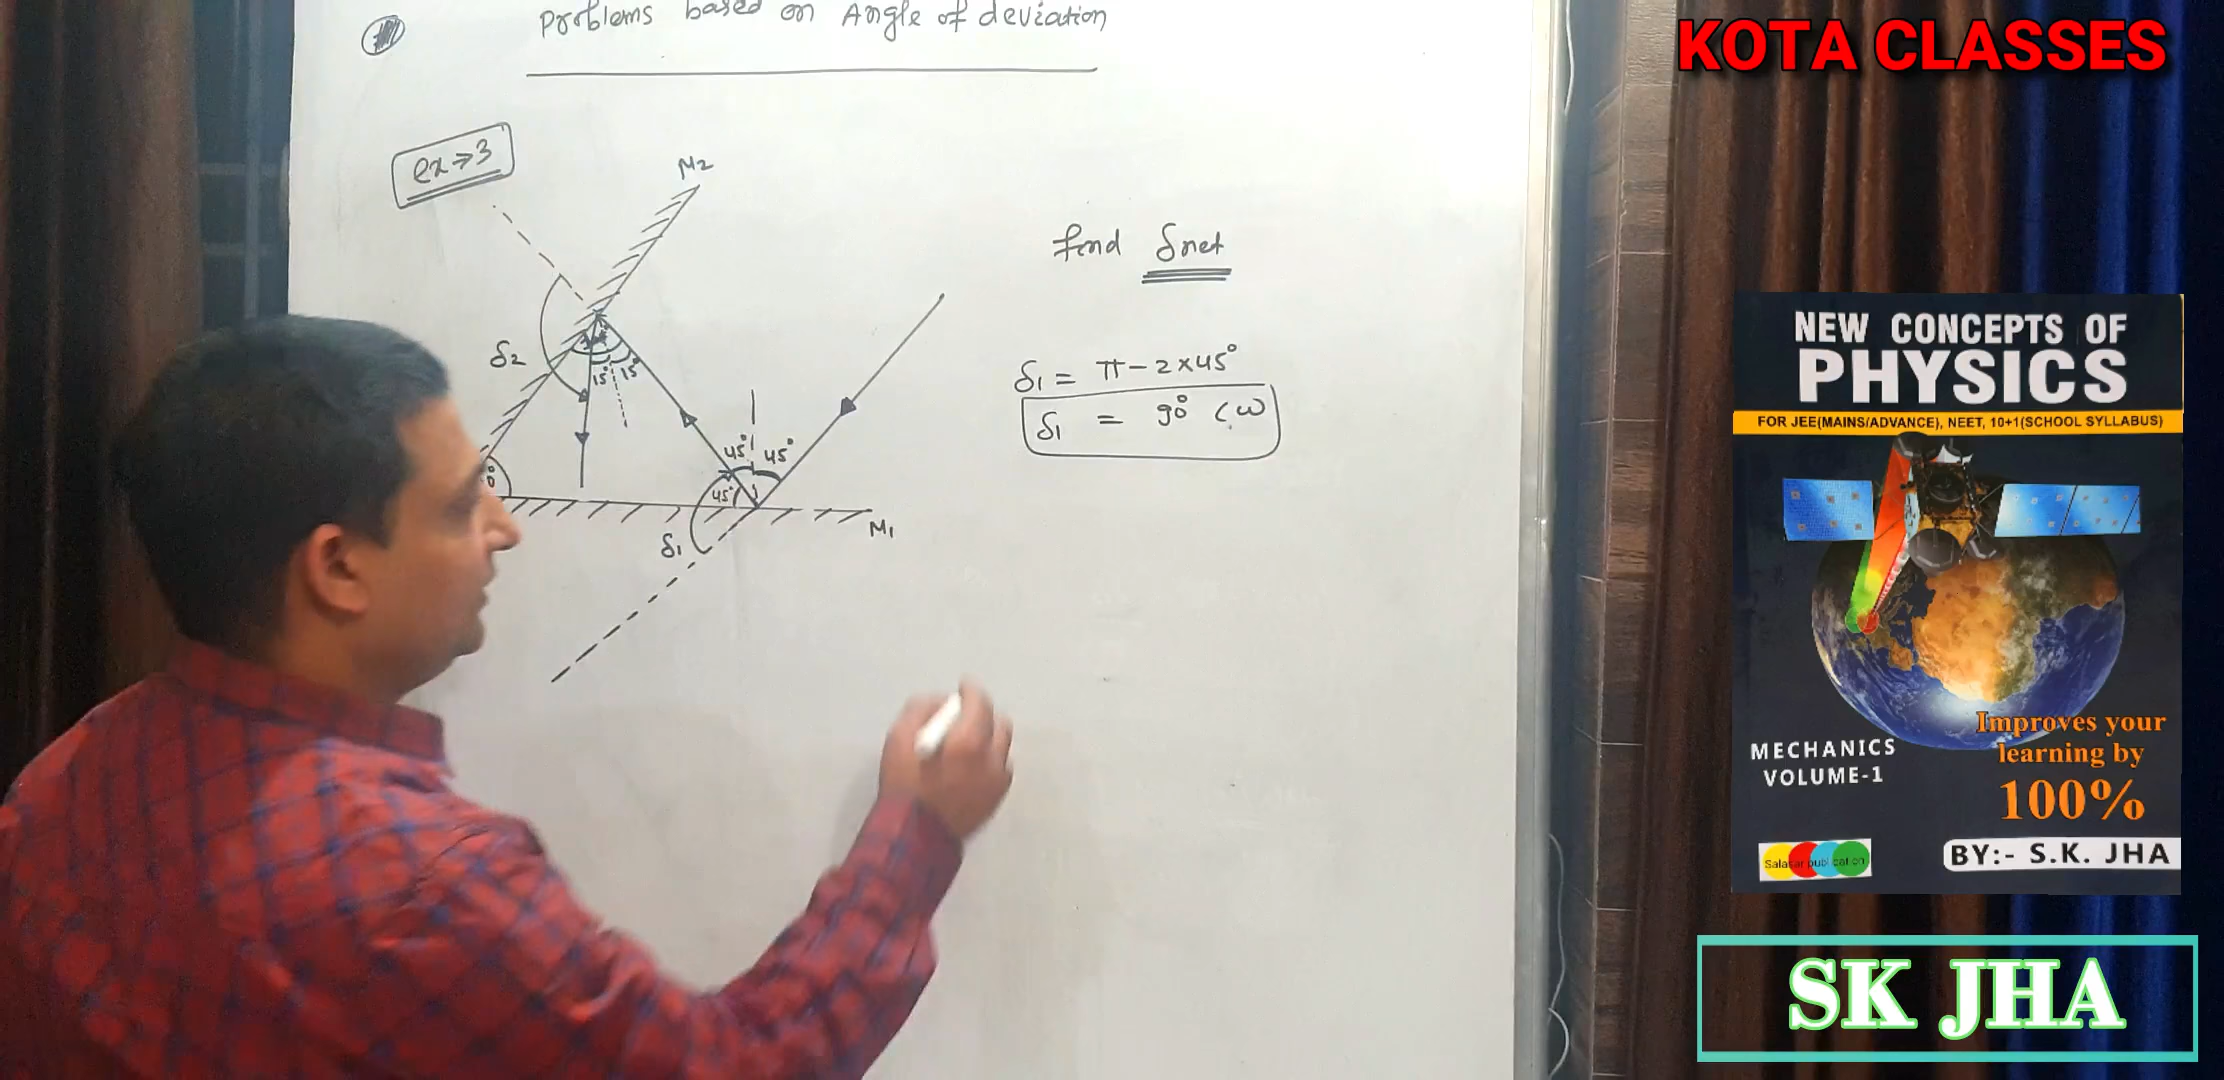 Problems based on Angle of deviation
ex→3
M2
find δnet
δ2
δ1 = π - 2×45°
δ1 = 90° (ω
15° 15°
45° 45°
45°
M1
δ1
KOTA CLASSES
NEW CONCEPTS OF
PHYSICS
FOR JEE(MAINS/ADVANCE), NEET, 10+1(SCHOOL SYLLABUS)
Improves your
learning by
100%
MECHANICS
VOLUME-1
Salasar publication
BY:- S.K. JHA
SK JHA